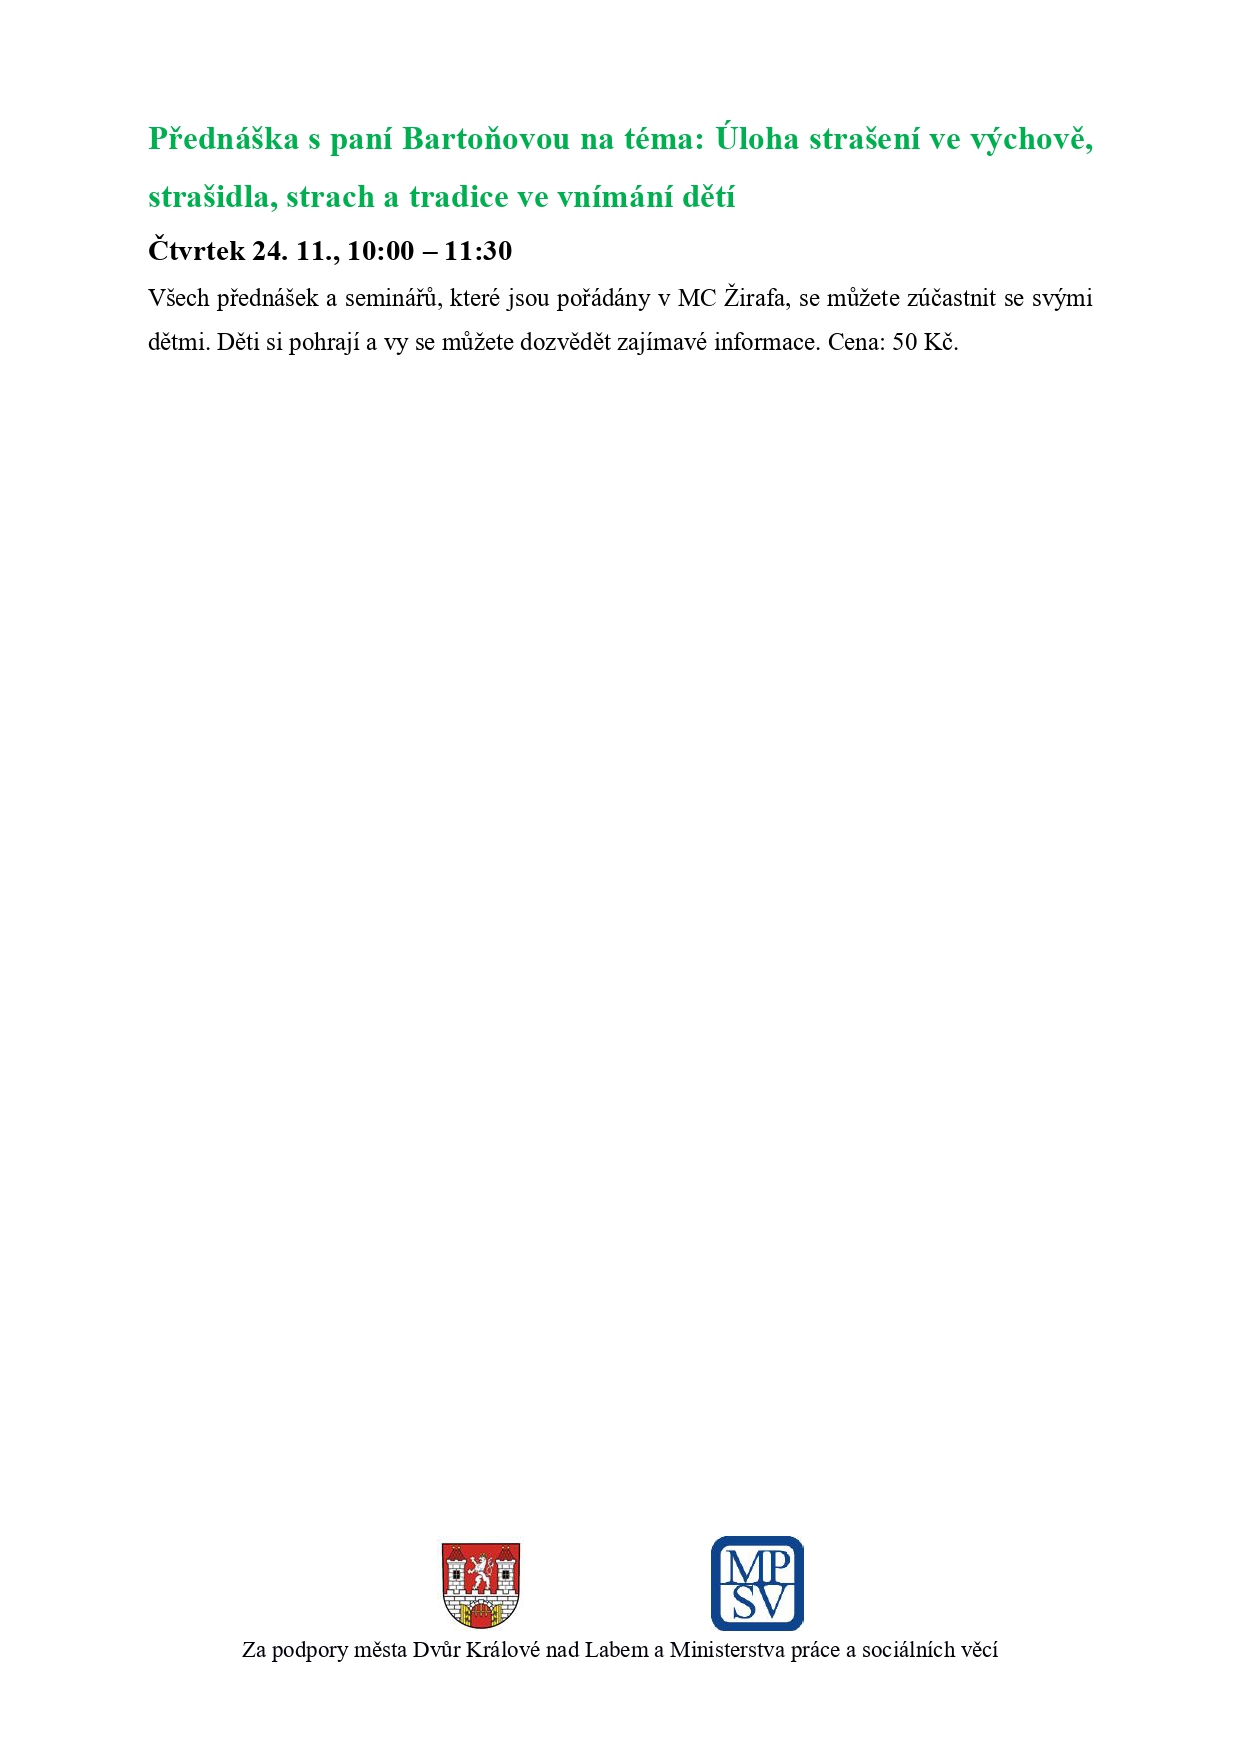 Přednáška s paní Bartoňovou na téma: Úloha strašení ve výchově,
strašidla, strach a tradice ve vnímání dětí
Čtvrtek 24. 11., 10:00 – 11:30
Všech přednášek a seminářů, které jsou pořádány v MC Žirafa, se můžete zúčastnit se svými
dětmi. Děti si pohrají a vy se můžete dozvědět zajímavé informace. Cena: 50 Kč.
MP
SV
Za podpory města Dvůr Králové nad Labem a Ministerstva práce a sociálních věcí